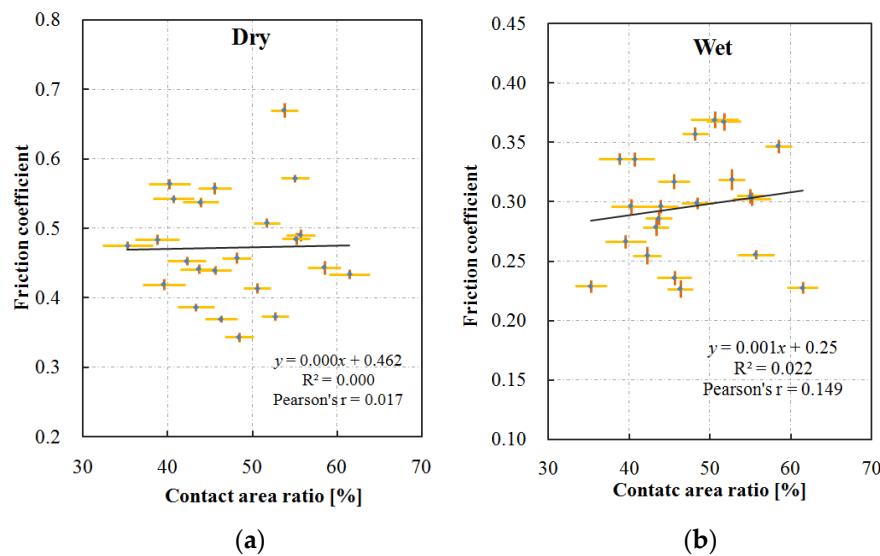 Dry
Friction coefficient
0.8
0.7
0.6
0.5
0.4
0.3
0.2
y = 0.000x + 0.462
R² = 0.000
Pearson's r = 0.017
30 40 50 60 70
Contact area ratio [%]
(a)
Wet
Friction coefficient
0.45
0.40
0.35
0.30
0.25
0.20
0.15
0.10
y = 0.001x + 0.25
R² = 0.022
Pearson's r = 0.149
30 40 50 60 70
Contatc area ratio [%]
(b)